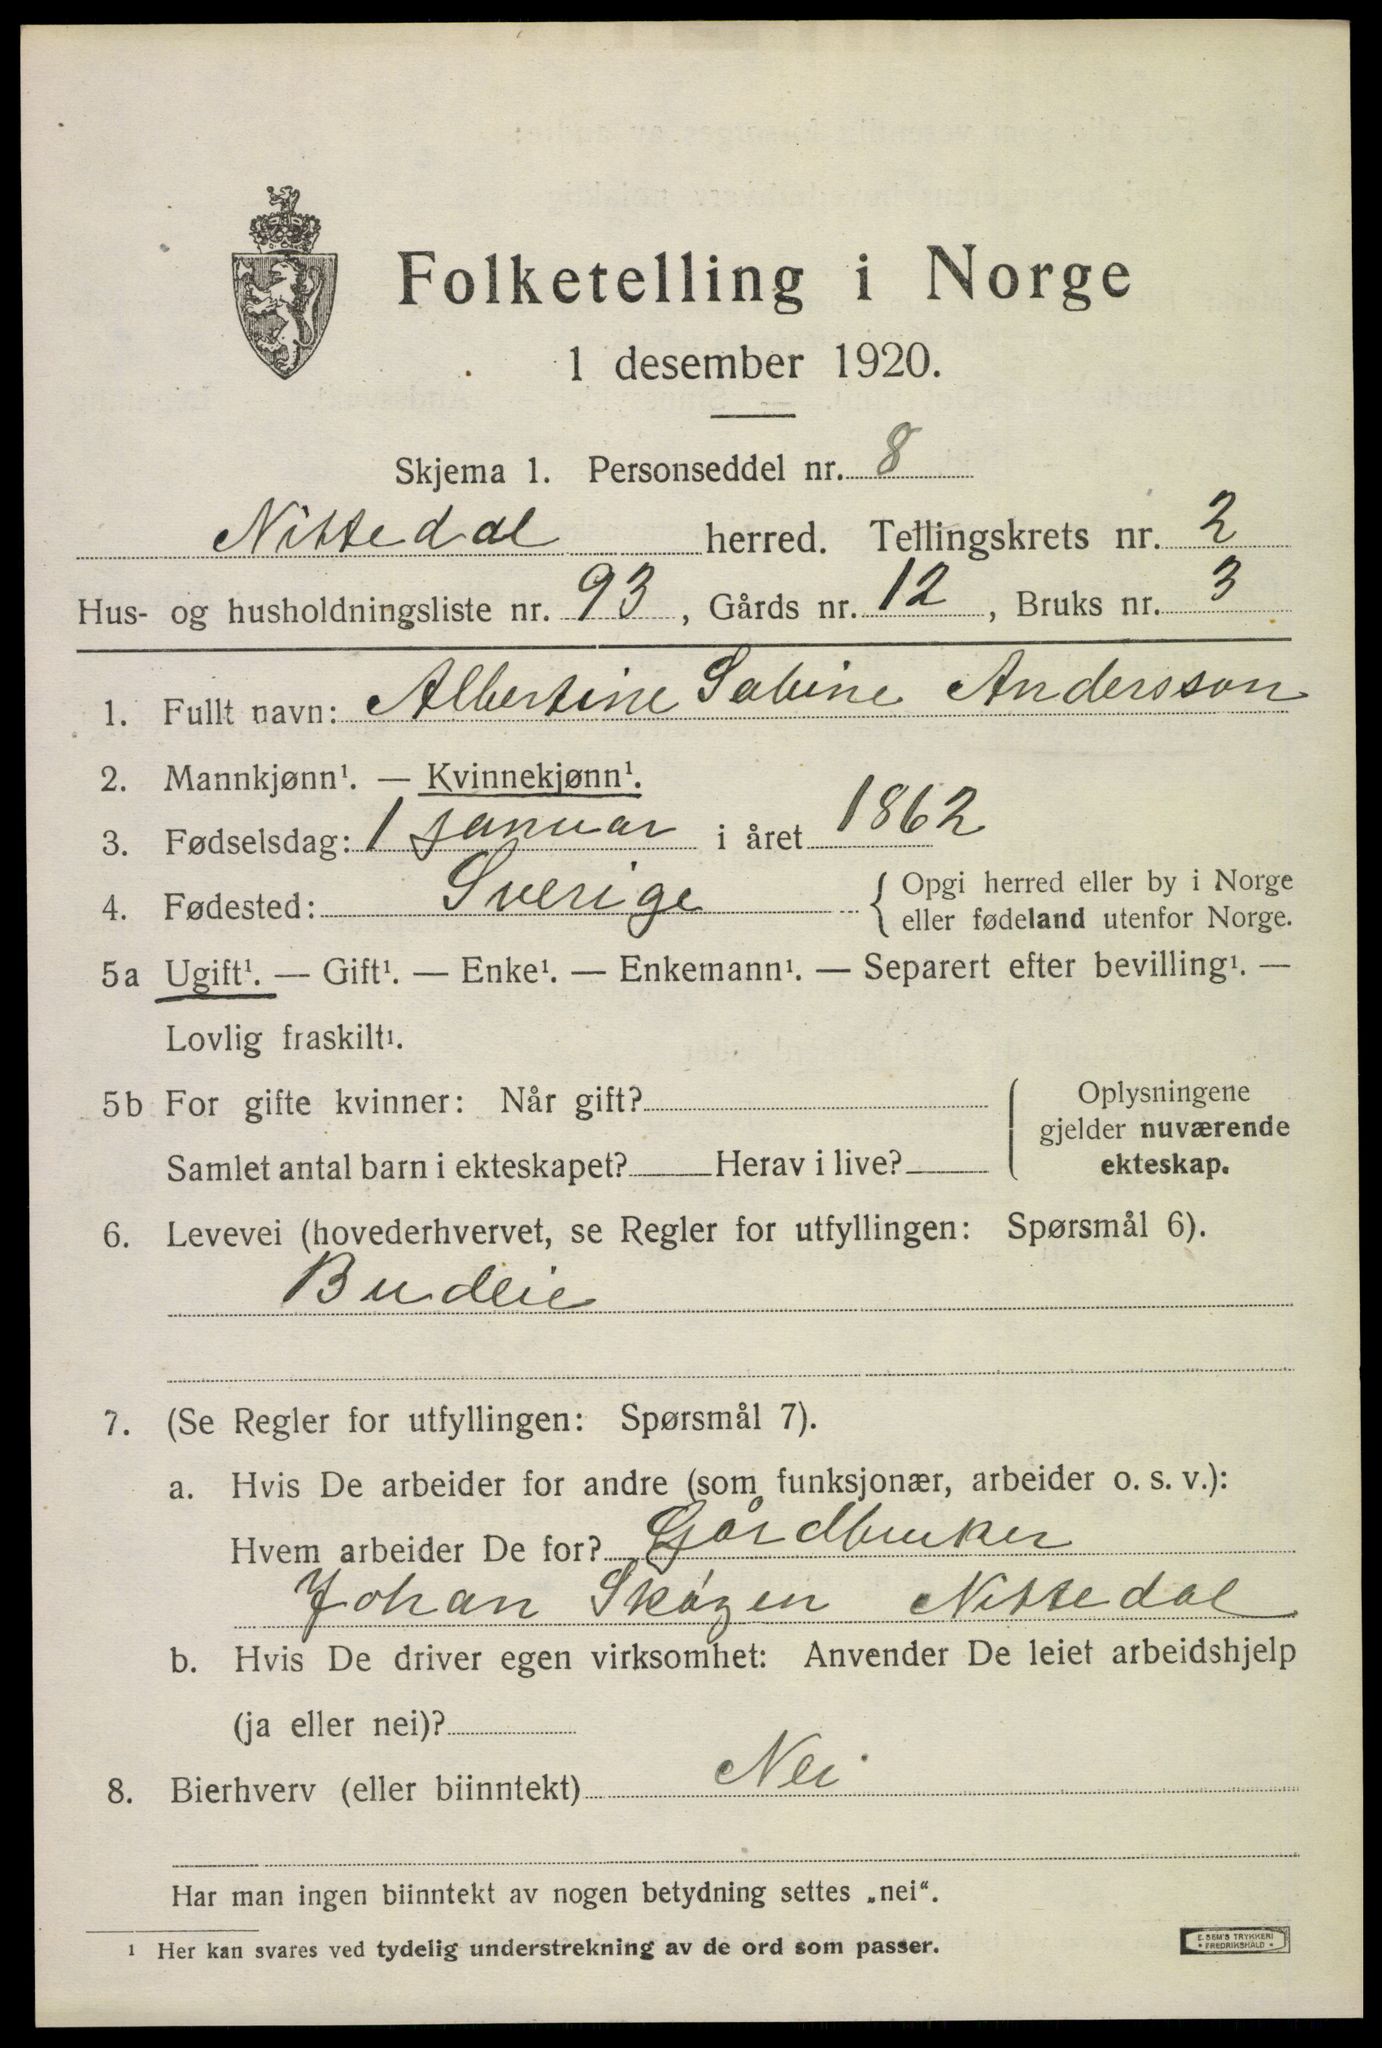 Folketelling i Norge
1 desember 1920.
Skjema 1. Personseddel nr. 8
Nittedal herred. Tellingskrets nr. 2
Hus- og husholdningsliste nr. 93, Gårds nr. 12, Bruks nr. 3
1. Fullt navn: Albertine Sabine Andersson
2. Mannkjønn¹. — Kvinnekjønn¹.
3. Fødselsdag: 1 januar i året 1862
4. Fødested: Sverige { Opgi herred eller by i Norge
eller fødeland utenfor Norge.
5a Ugift¹. — Gift¹. — Enke¹. — Enkemann¹. — Separert efter bevilling¹. —
Lovlig fraskilt¹.
5b For gifte kvinner: Når gift?
Samlet antal barn i ekteskapet? Herav i live?
Oplysningene
gjelder nuværende
ekteskap.
6. Levevei (hovederhvervet, se Regler for utfyllingen: Spørsmål 6).
Budeie
7. (Se Regler for utfyllingen: Spørsmål 7).
a. Hvis De arbeider for andre (som funksjonær, arbeider o. s. v.):
Hvem arbeider De for? Gårdbruker
Johan Skøyen Nittedal
b. Hvis De driver egen virksomhet: Anvender De leiet arbeidshjelp
(ja eller nei)?
8. Bierhverv (eller biinntekt) Nei
Har man ingen biinntekt av nogen betydning settes „nei“.
¹ Her kan svares ved tydelig understrekning av de ord som passer.
E. SEM'S TRYKKERI
• FREDRIKSHALD •